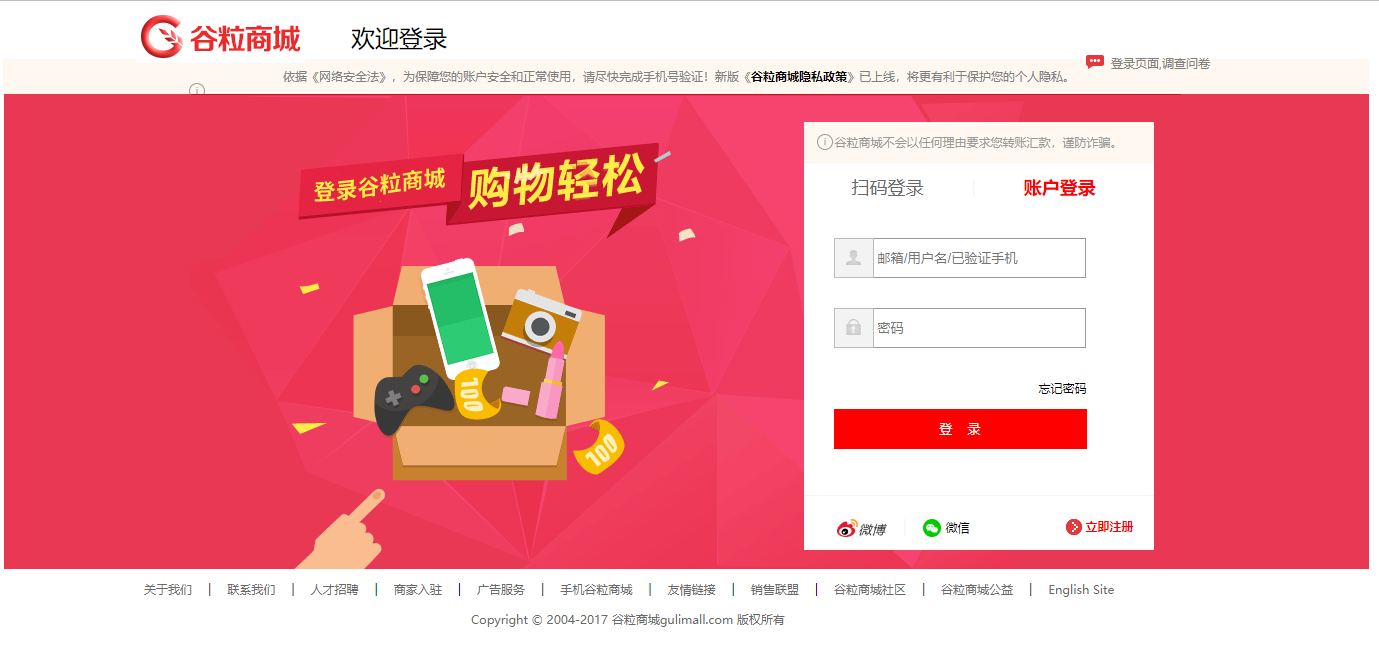 谷粒商城
欢迎登录
登录页面,调查问卷
依据《网络安全法》，为保障您的账户安全和正常使用，请尽快完成手机号验证！新版《谷粒商城隐私政策》已上线，将更有利于保护您的个人隐私。
登录谷粒商城
购物轻松
100
100
谷粒商城不会以任何理由要求您转账汇款，谨防诈骗。
扫码登录 账户登录
邮箱/用户名/已验证手机
密码
忘记密码
登 录
微博 微信 立即注册
关于我们 | 联系我们 | 人才招聘 | 商家入驻 | 广告服务 | 手机谷粒商城 | 友情链接 | 销售联盟 | 谷粒商城社区 | 谷粒商城公益 | English Site
Copyright © 2004-2017 谷粒商城gulimall.com 版权所有